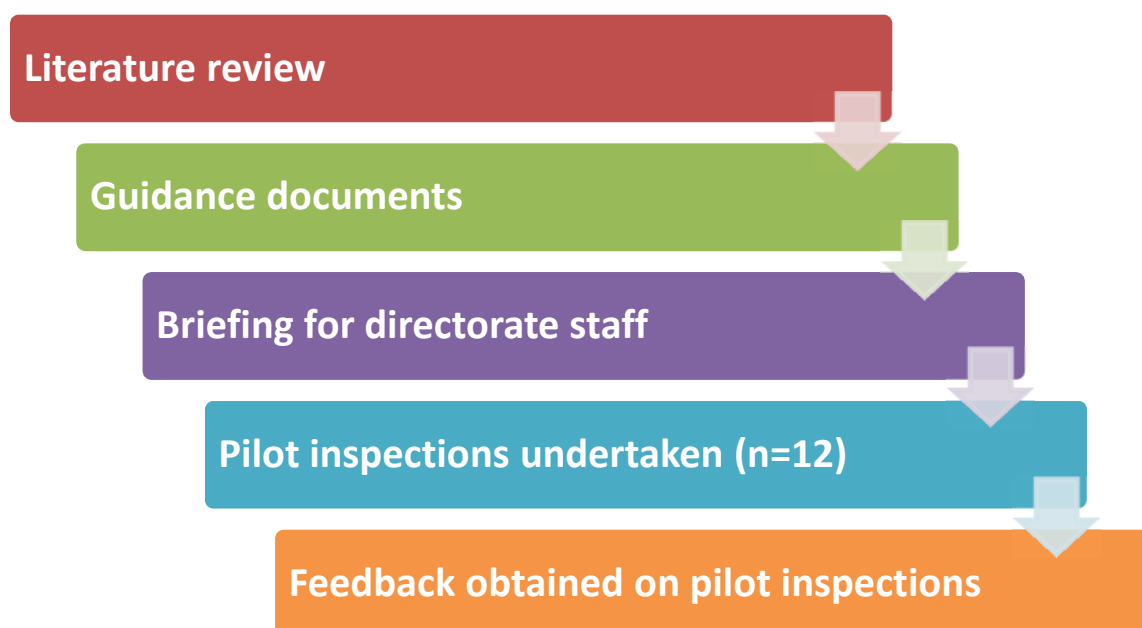 Literature review
Guidance documents
Briefing for directorate staff
Pilot inspections undertaken (n=12)
Feedback obtained on pilot inspections